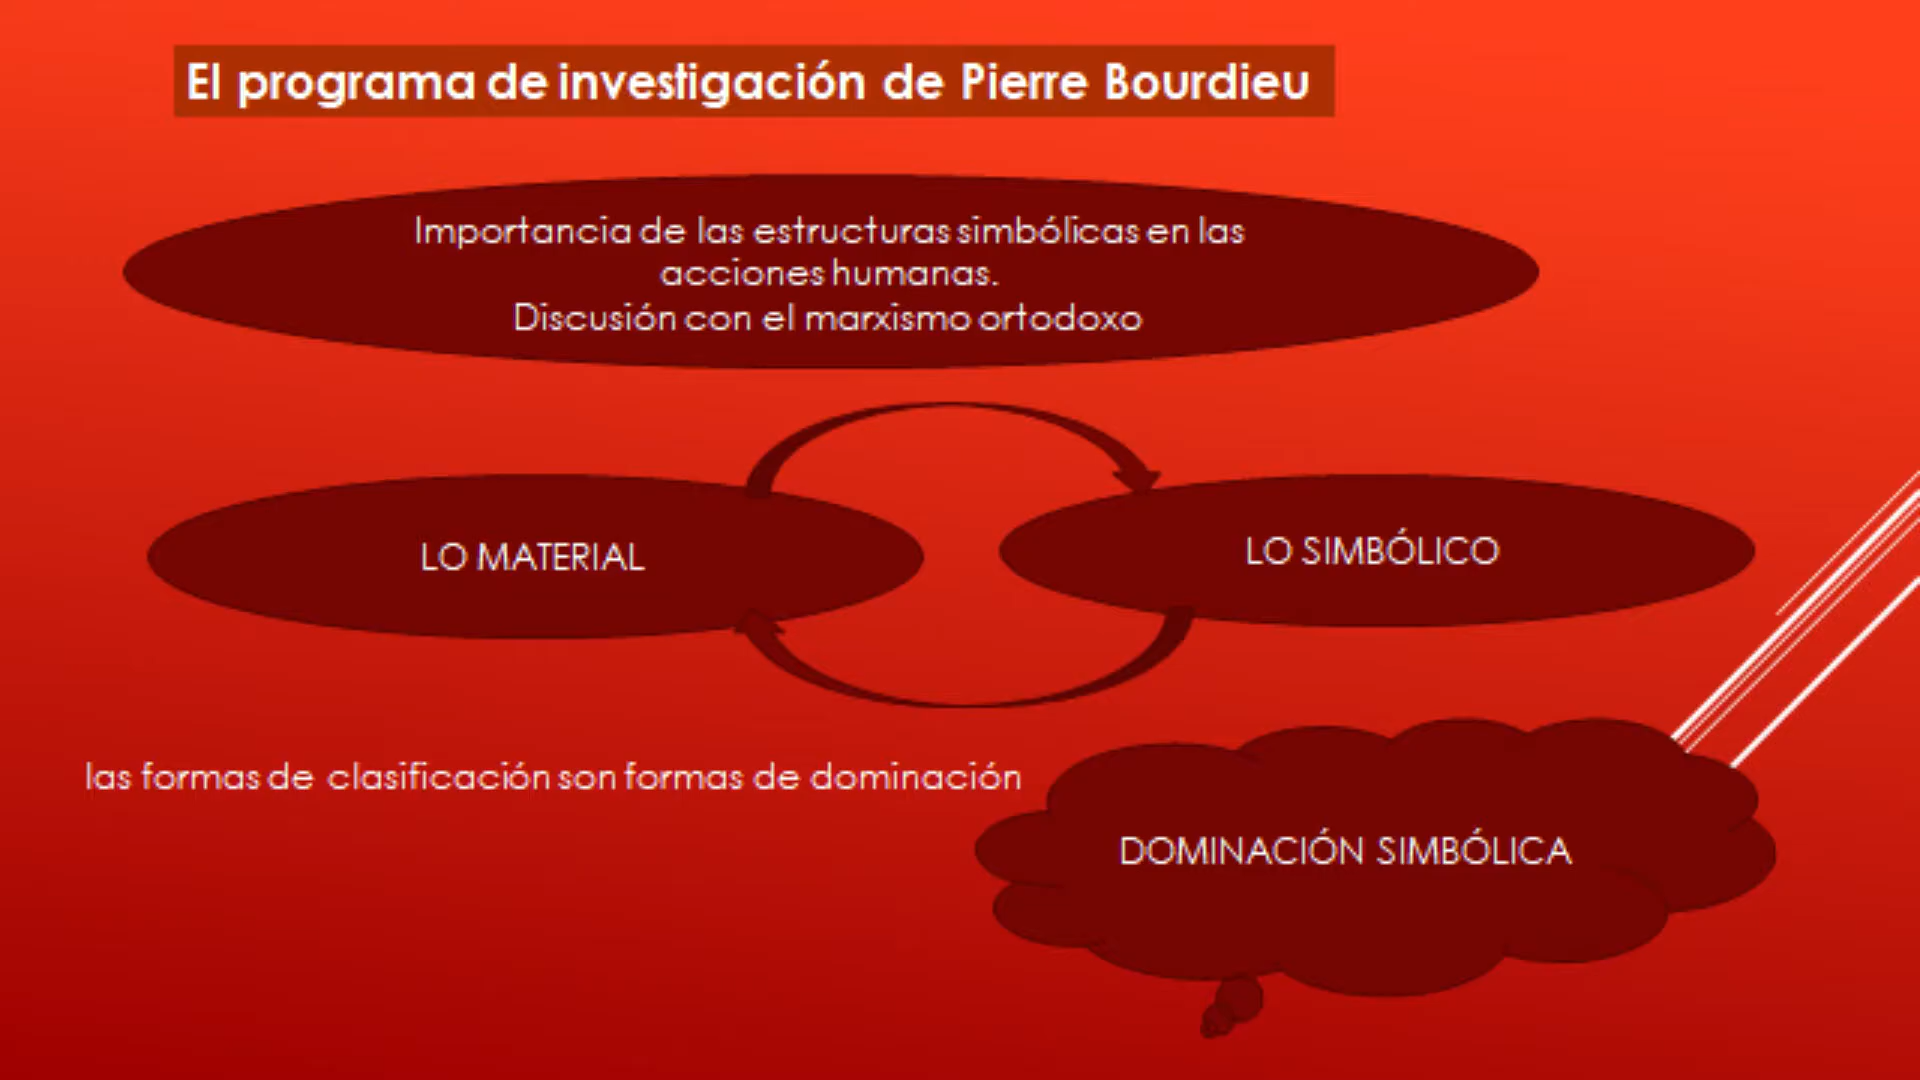 El programa de investigación de Pierre Bourdieu
Importancia de las estructuras simbólicas en las
acciones humanas.
Discusión con el marxismo ortodoxo
LO MATERIAL
LO SIMBÓLICO
las formas de clasificación son formas de dominación
DOMINACIÓN SIMBÓLICA